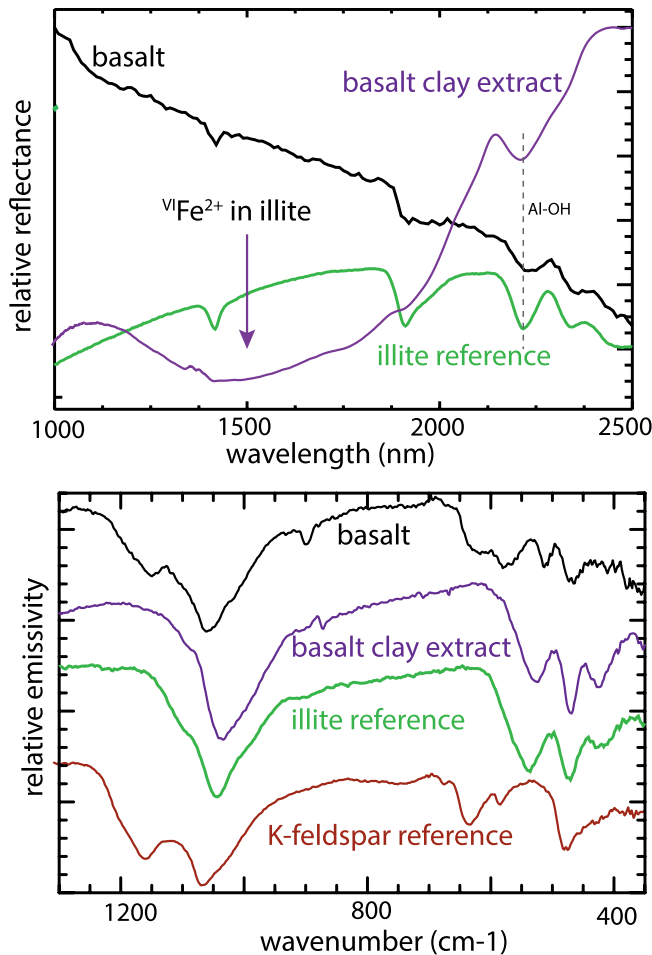 basalt
basalt clay extract
VIFe2+ in illite
Al-OH
illite reference
relative reflectance
1000 1500 2000 2500
wavelength (nm)
basalt
basalt clay extract
illite reference
K-feldspar reference
relative emissivity
1200 800 400
wavenumber (cm-1)